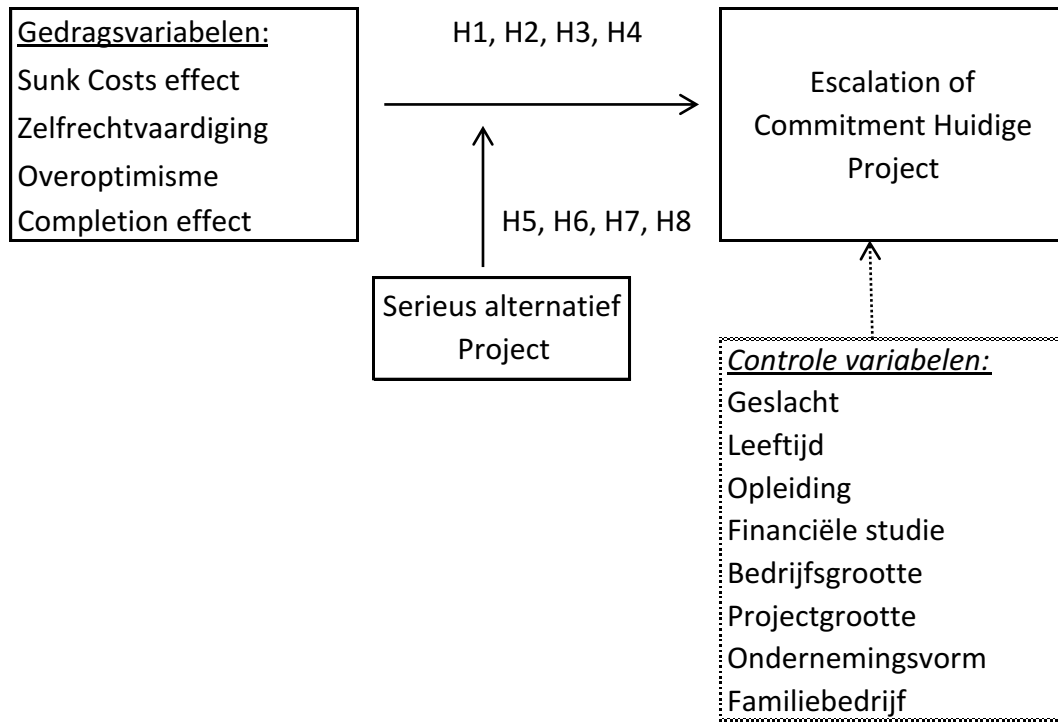 Gedragsvariabelen:
Sunk Costs effect
Zelfrechtvaardiging
Overoptimisme
Completion effect
H1, H2, H3, H4
Escalation of
Commitment Huidige
Project
H5, H6, H7, H8
Serieus alternatief
Project
Controle variabelen:
Geslacht
Leeftijd
Opleiding
Financiële studie
Bedrijfsgrootte
Projectgrootte
Ondernemingsvorm
Familiebedrijf